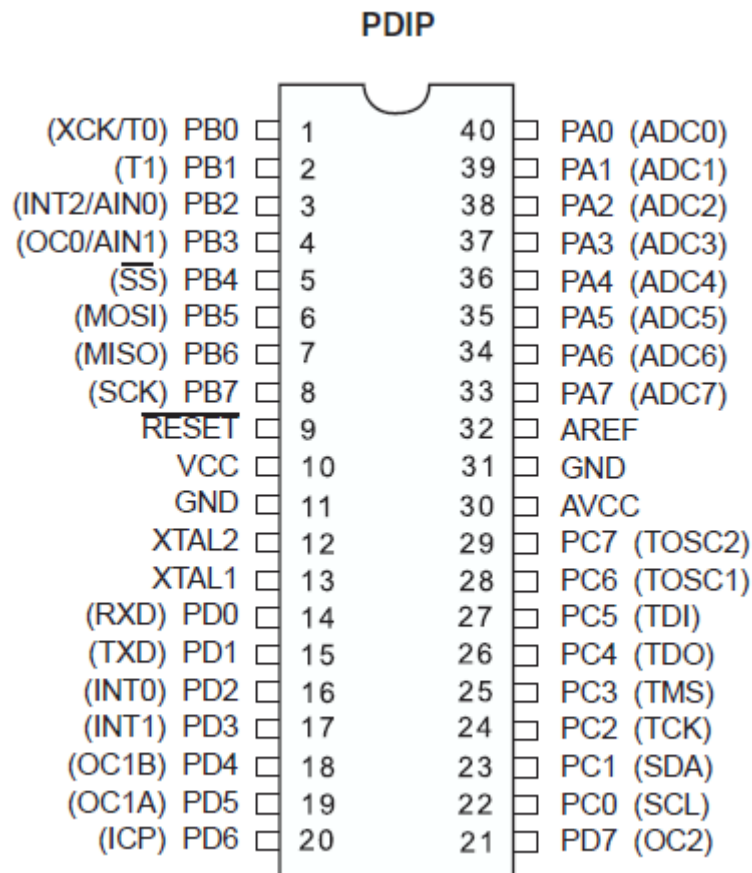 PDIP
(XCK/T0) PB0 1 40 PA0 (ADC0)
(T1) PB1 2 39 PA1 (ADC1)
(INT2/AIN0) PB2 3 38 PA2 (ADC2)
(OC0/AIN1) PB3 4 37 PA3 (ADC3)
(SS) PB4 5 36 PA4 (ADC4)
(MOSI) PB5 6 35 PA5 (ADC5)
(MISO) PB6 7 34 PA6 (ADC6)
(SCK) PB7 8 33 PA7 (ADC7)
RESET 9 32 AREF
VCC 10 31 GND
GND 11 30 AVCC
XTAL2 12 29 PC7 (TOSC2)
XTAL1 13 28 PC6 (TOSC1)
(RXD) PD0 14 27 PC5 (TDI)
(TXD) PD1 15 26 PC4 (TDO)
(INT0) PD2 16 25 PC3 (TMS)
(INT1) PD3 17 24 PC2 (TCK)
(OC1B) PD4 18 23 PC1 (SDA)
(OC1A) PD5 19 22 PC0 (SCL)
(ICP) PD6 20 21 PD7 (OC2)